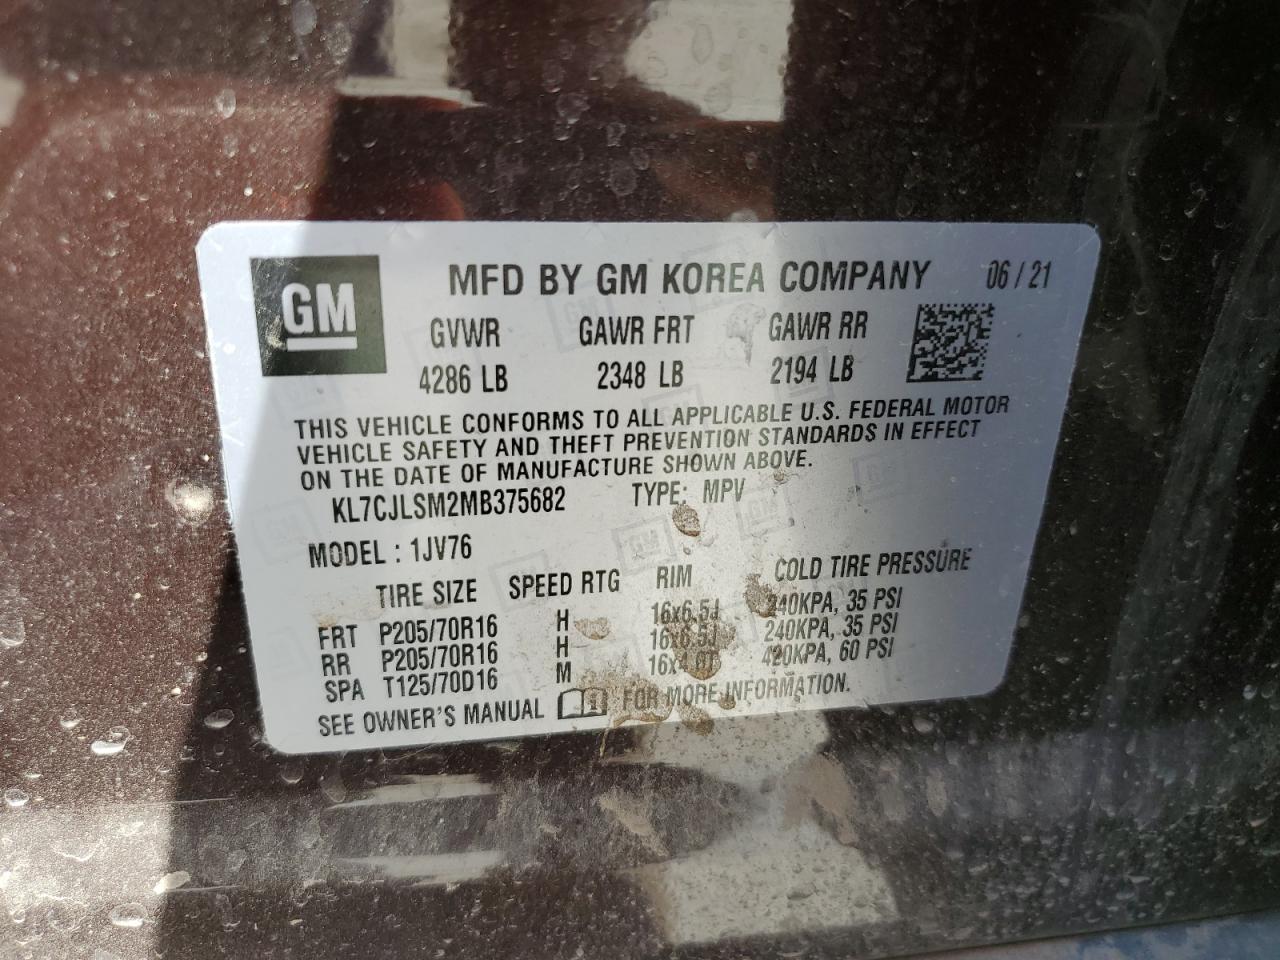 GM
MFD BY GM KOREA COMPANY 06 / 21
GVWR GAWR FRT GAWR RR
4286 LB 2348 LB 2194 LB
THIS VEHICLE CONFORMS TO ALL APPLICABLE U.S. FEDERAL MOTOR
VEHICLE SAFETY AND THEFT PREVENTION STANDARDS IN EFFECT
ON THE DATE OF MANUFACTURE SHOWN ABOVE.
KL7CJLSM2MB375682 TYPE: MPV
MODEL : 1JV76
TIRE SIZE SPEED RTG RIM COLD TIRE PRESSURE
FRT P205/70R16 H 16x6.5J 240KPA, 35 PSI
RR P205/70R16 H 16x6.5J 240KPA, 35 PSI
SPA T125/70D16 M 420KPA, 60 PSI
SEE OWNER'S MANUAL FOR MORE INFORMATION.